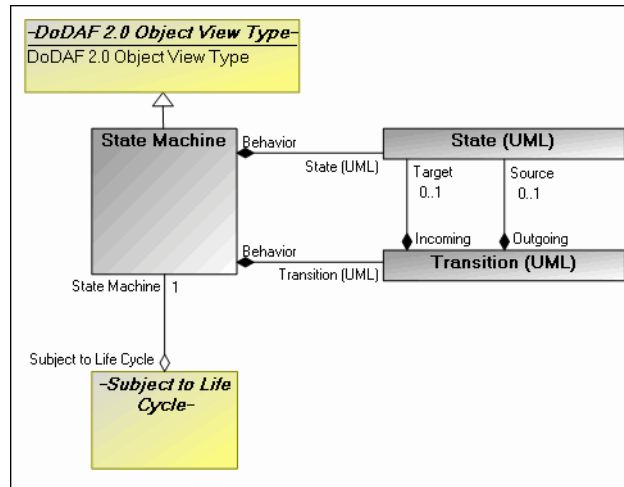 -DoDAF 2.0 Object View Type-
DoDAF 2.0 Object View Type
State Machine
Behavior
State (UML)
State (UML)
Target
0..1
Source
0..1
Incoming
Outgoing
Behavior
Transition (UML)
Transition (UML)
State Machine
1
Subject to Life Cycle
-Subject to Life
Cycle-